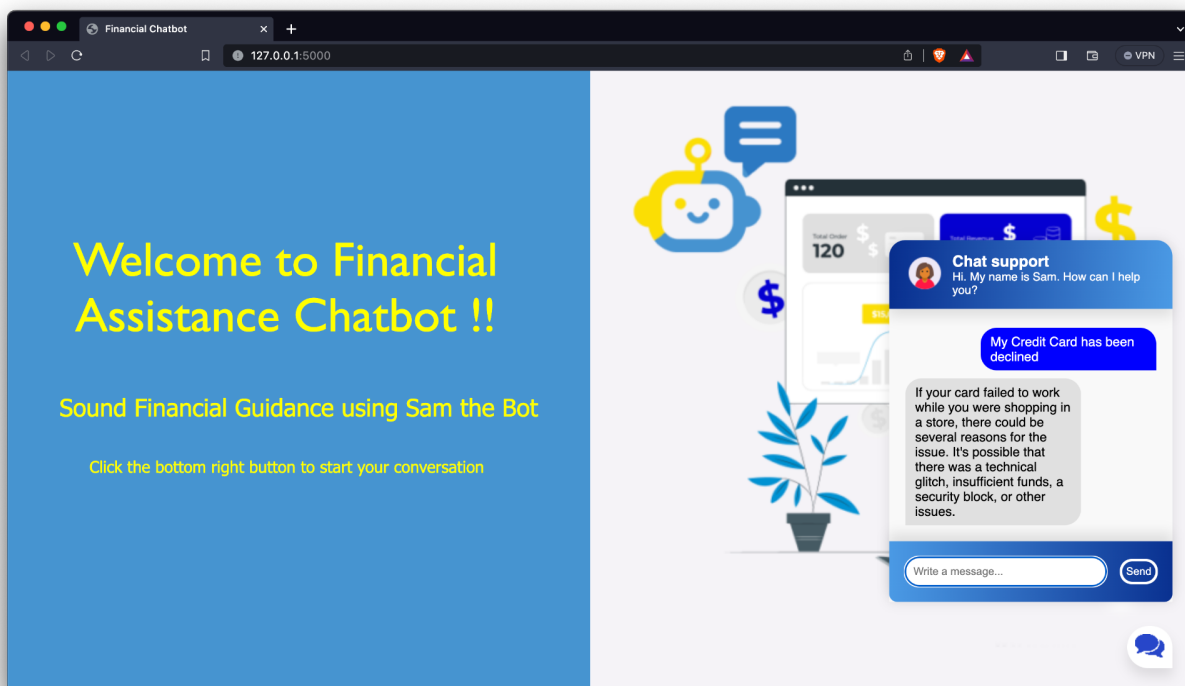 Financial Chatbot
127.0.0.1:5000
VPN
Welcome to Financial
Assistance Chatbot !!
Sound Financial Guidance using Sam the Bot
Click the bottom right button to start your conversation
Total Order
120
$
Total Revenue
$
$
$
$15,
$
Chat support
Hi. My name is Sam. How can I help
you?
My Credit Card has been
declined
If your card failed to work
while you were shopping in
a store, there could be
several reasons for the
issue. It's possible that
there was a technical
glitch, insufficient funds, a
security block, or other
issues.
Write a message...
Send